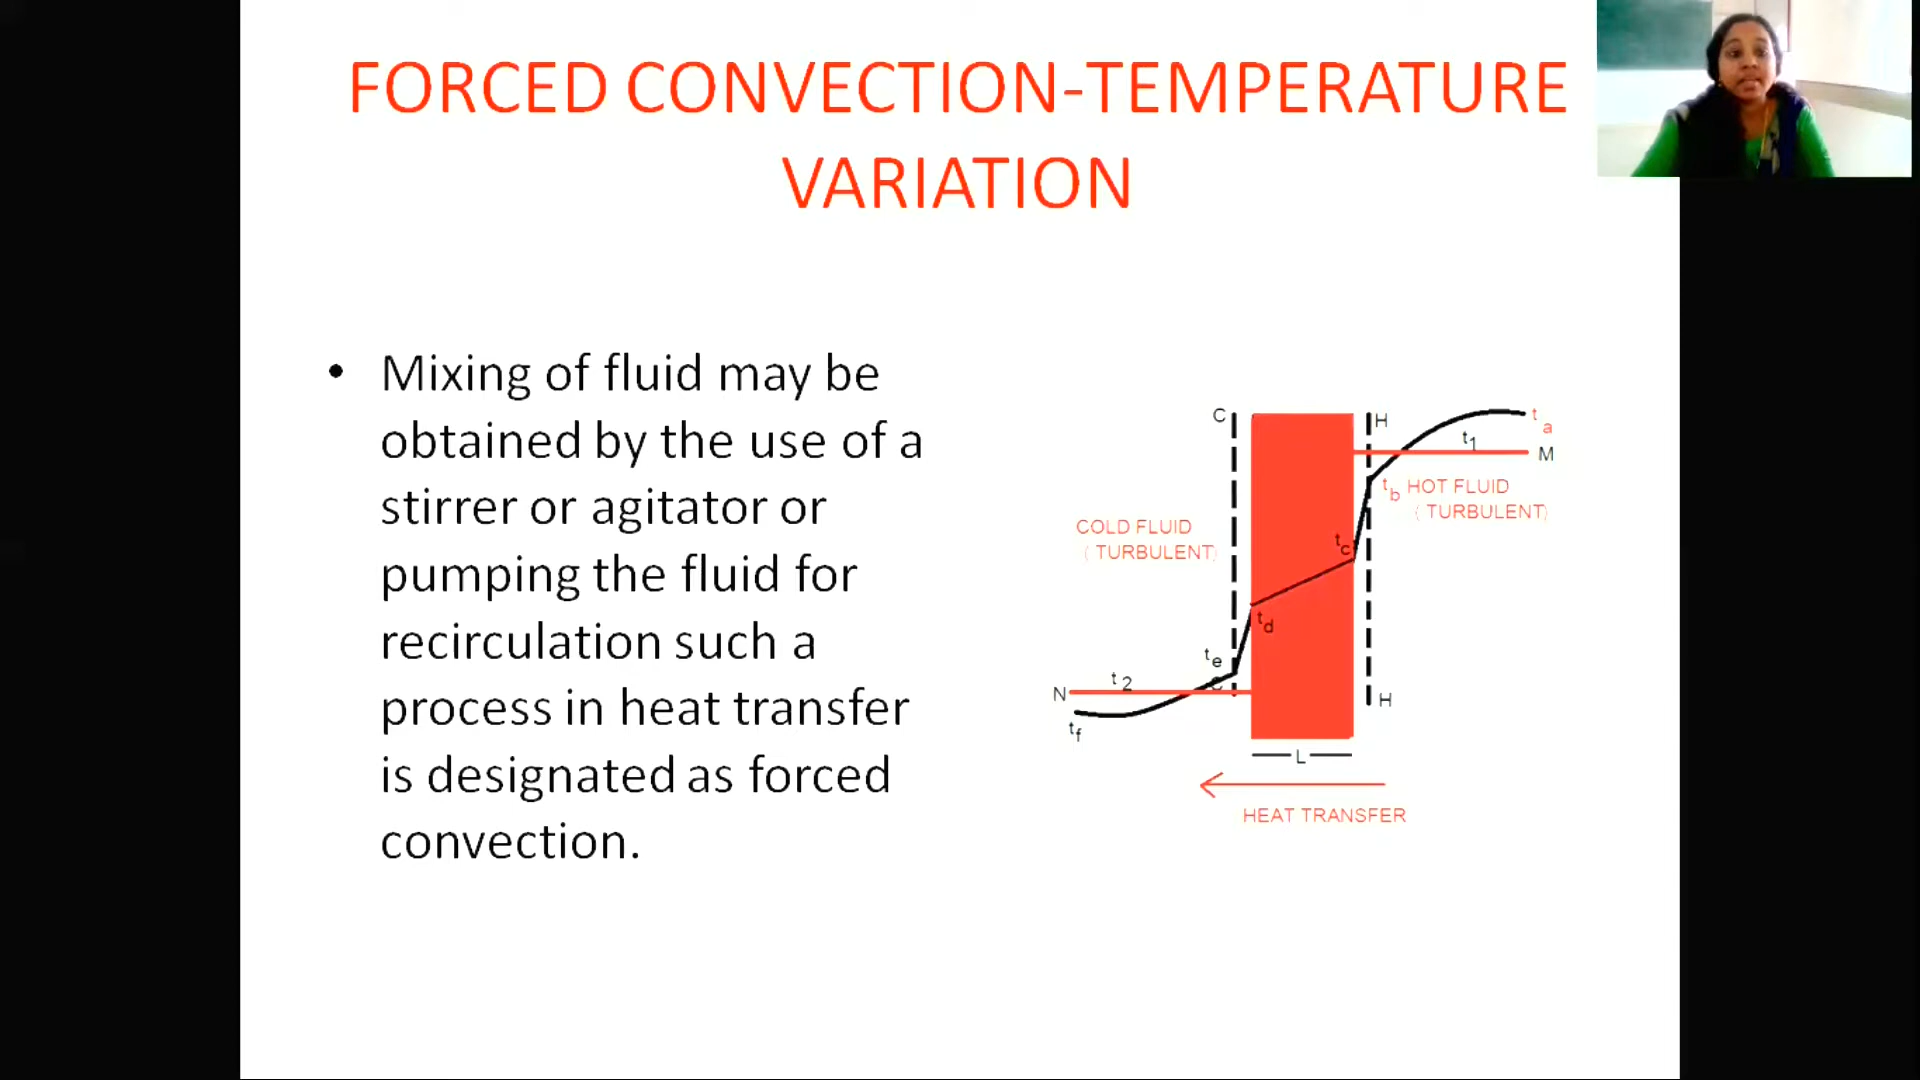 FORCED CONVECTION-TEMPERATURE
VARIATION
• Mixing of fluid may be
obtained by the use of a
stirrer or agitator or
pumping the fluid for
recirculation such a
process in heat transfer
is designated as forced
convection.
C
H
ta
t1
M
tb HOT FLUID
( TURBULENT)
COLD FLUID
( TURBULENT)
tc
td
te
C
t2
N
H
tf
L
HEAT TRANSFER